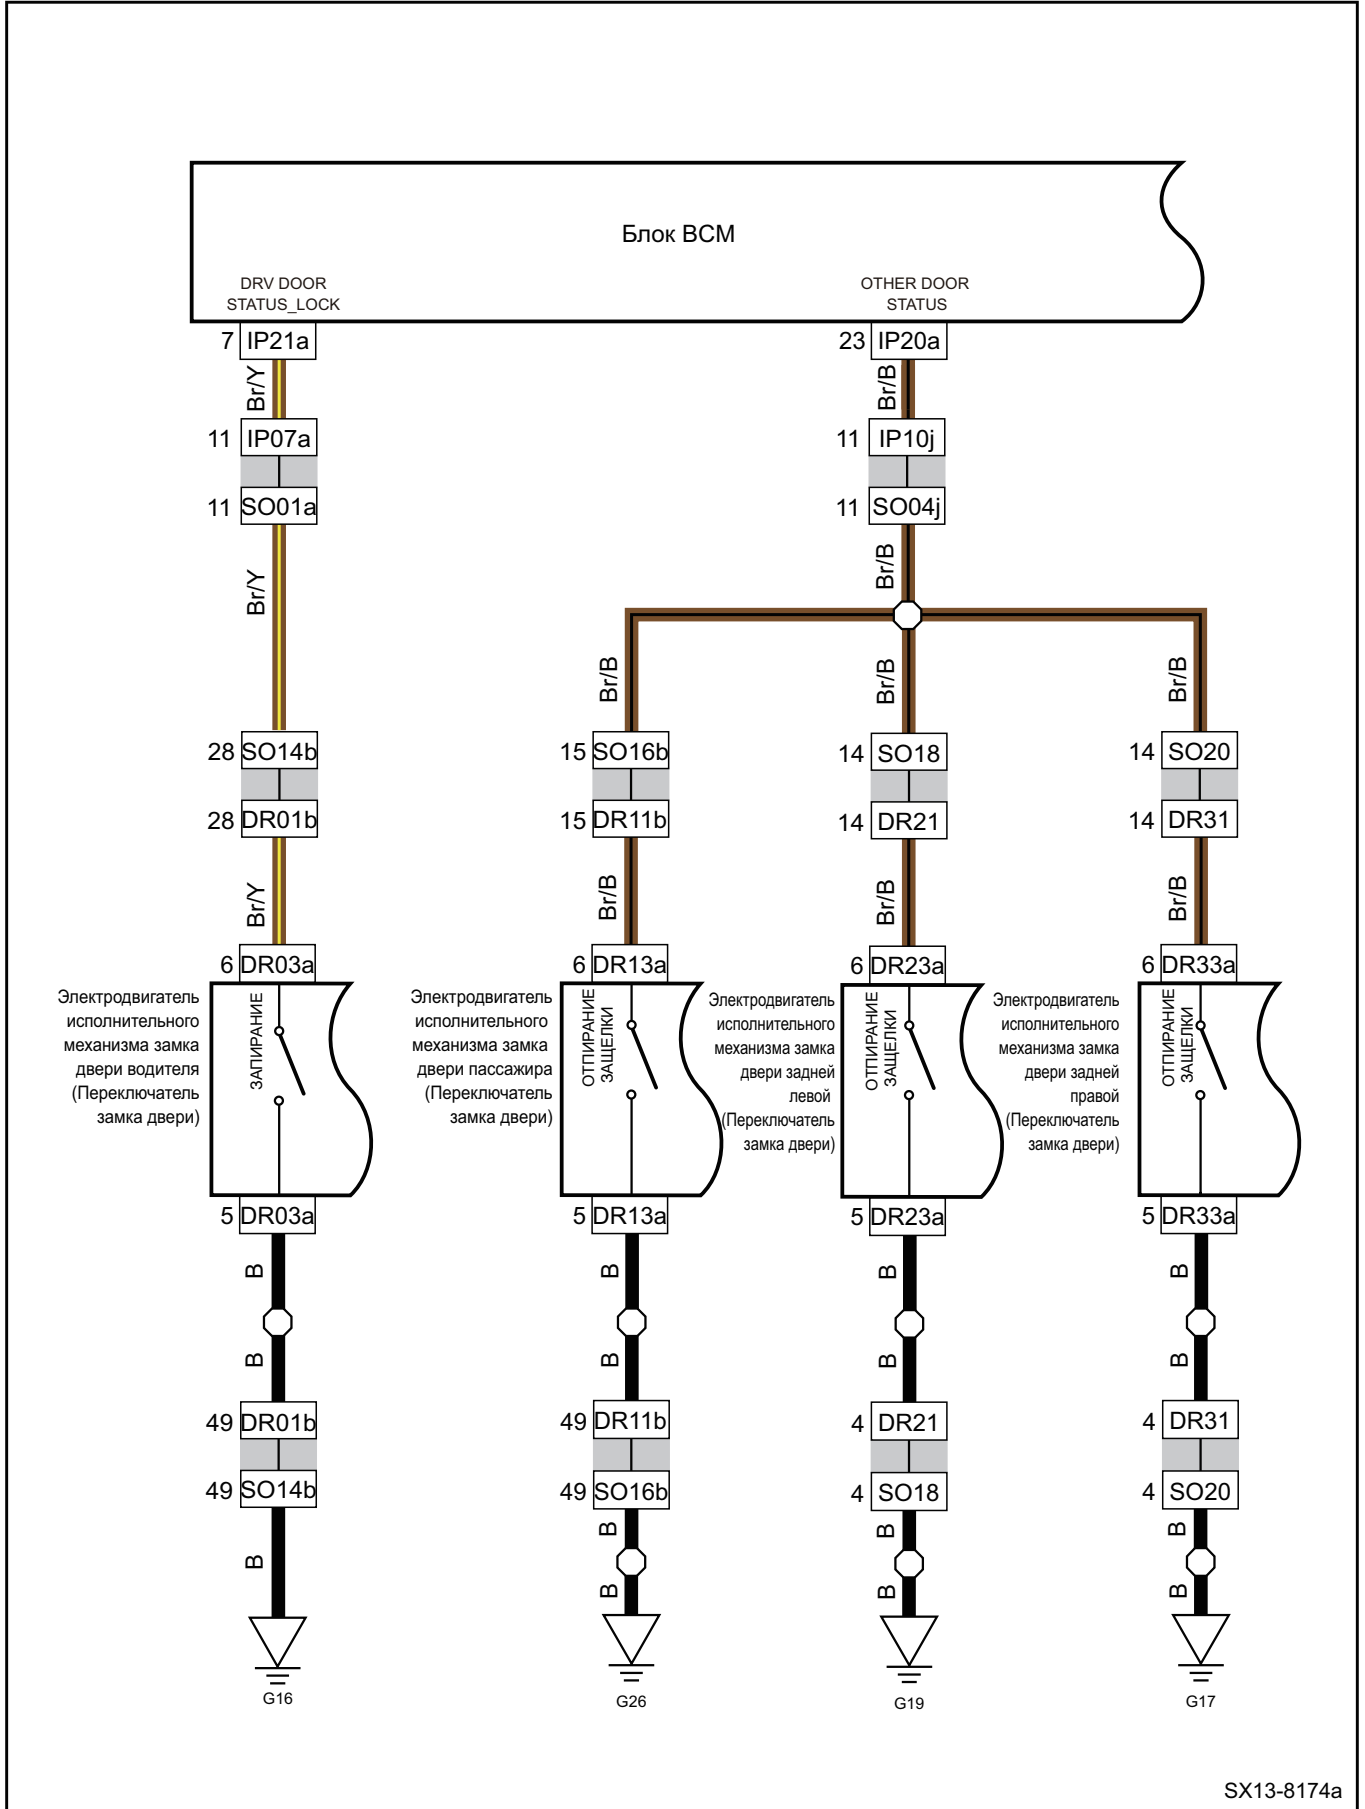 Блок BCM
DRV DOOR
STATUS_LOCK
OTHER DOOR
STATUS
7 IP21a
23 IP20a
Br/Y
Br/B
11 IP07a
11 IP10j
11 SO01a
11 SO04j
Br/Y
Br/B
Br/B
Br/B
Br/B
28 SO14b
15 SO16b
14 SO18
14 SO20
28 DR01b
15 DR11b
14 DR21
14 DR31
Br/Y
Br/B
Br/B
Br/B
6 DR03a
6 DR13a
6 DR23a
6 DR33a
Электродвигатель
исполнительного
механизма замка
двери водителя
(Переключатель
замка двери)
ЗАПИРАНИЕ
Электродвигатель
исполнительного
механизма замка
двери пассажира
(Переключатель
замка двери)
ОТПИРАНИЕ
ЗАЩЕЛКИ
Электродвигатель
исполнительного
механизма замка
двери задней
левой
(Переключатель
замка двери)
ОТПИРАНИЕ
ЗАЩЕЛКИ
Электродвигатель
исполнительного
механизма замка
двери задней
правой
(Переключатель
замка двери)
ОТПИРАНИЕ
ЗАЩЕЛКИ
5 DR03a
5 DR13a
5 DR23a
5 DR33a
B
B
B
B
B
B
B
B
49 DR01b
49 DR11b
4 DR21
4 DR31
49 SO14b
49 SO16b
4 SO18
4 SO20
B
B
B
B
B
B
B
G16
G26
G19
G17
SX13-8174a